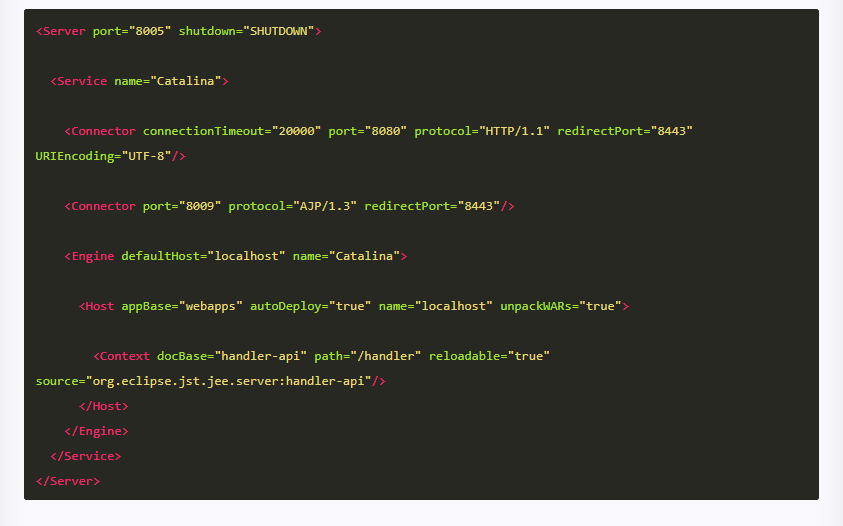 <Server port="8005" shutdown="SHUTDOWN">
<Service name="Catalina">
<Connector connectionTimeout="20000" port="8080" protocol="HTTP/1.1" redirectPort="8443"
URIEncoding="UTF-8"/>
<Connector port="8009" protocol="AJP/1.3" redirectPort="8443"/>
<Engine defaultHost="localhost" name="Catalina">
<Host appBase="webapps" autoDeploy="true" name="localhost" unpackWARs="true">
<Context docBase="handler-api" path="/handler" reloadable="true"
source="org.eclipse.jst.jee.server:handler-api"/>
</Host>
</Engine>
</Service>
</Server>